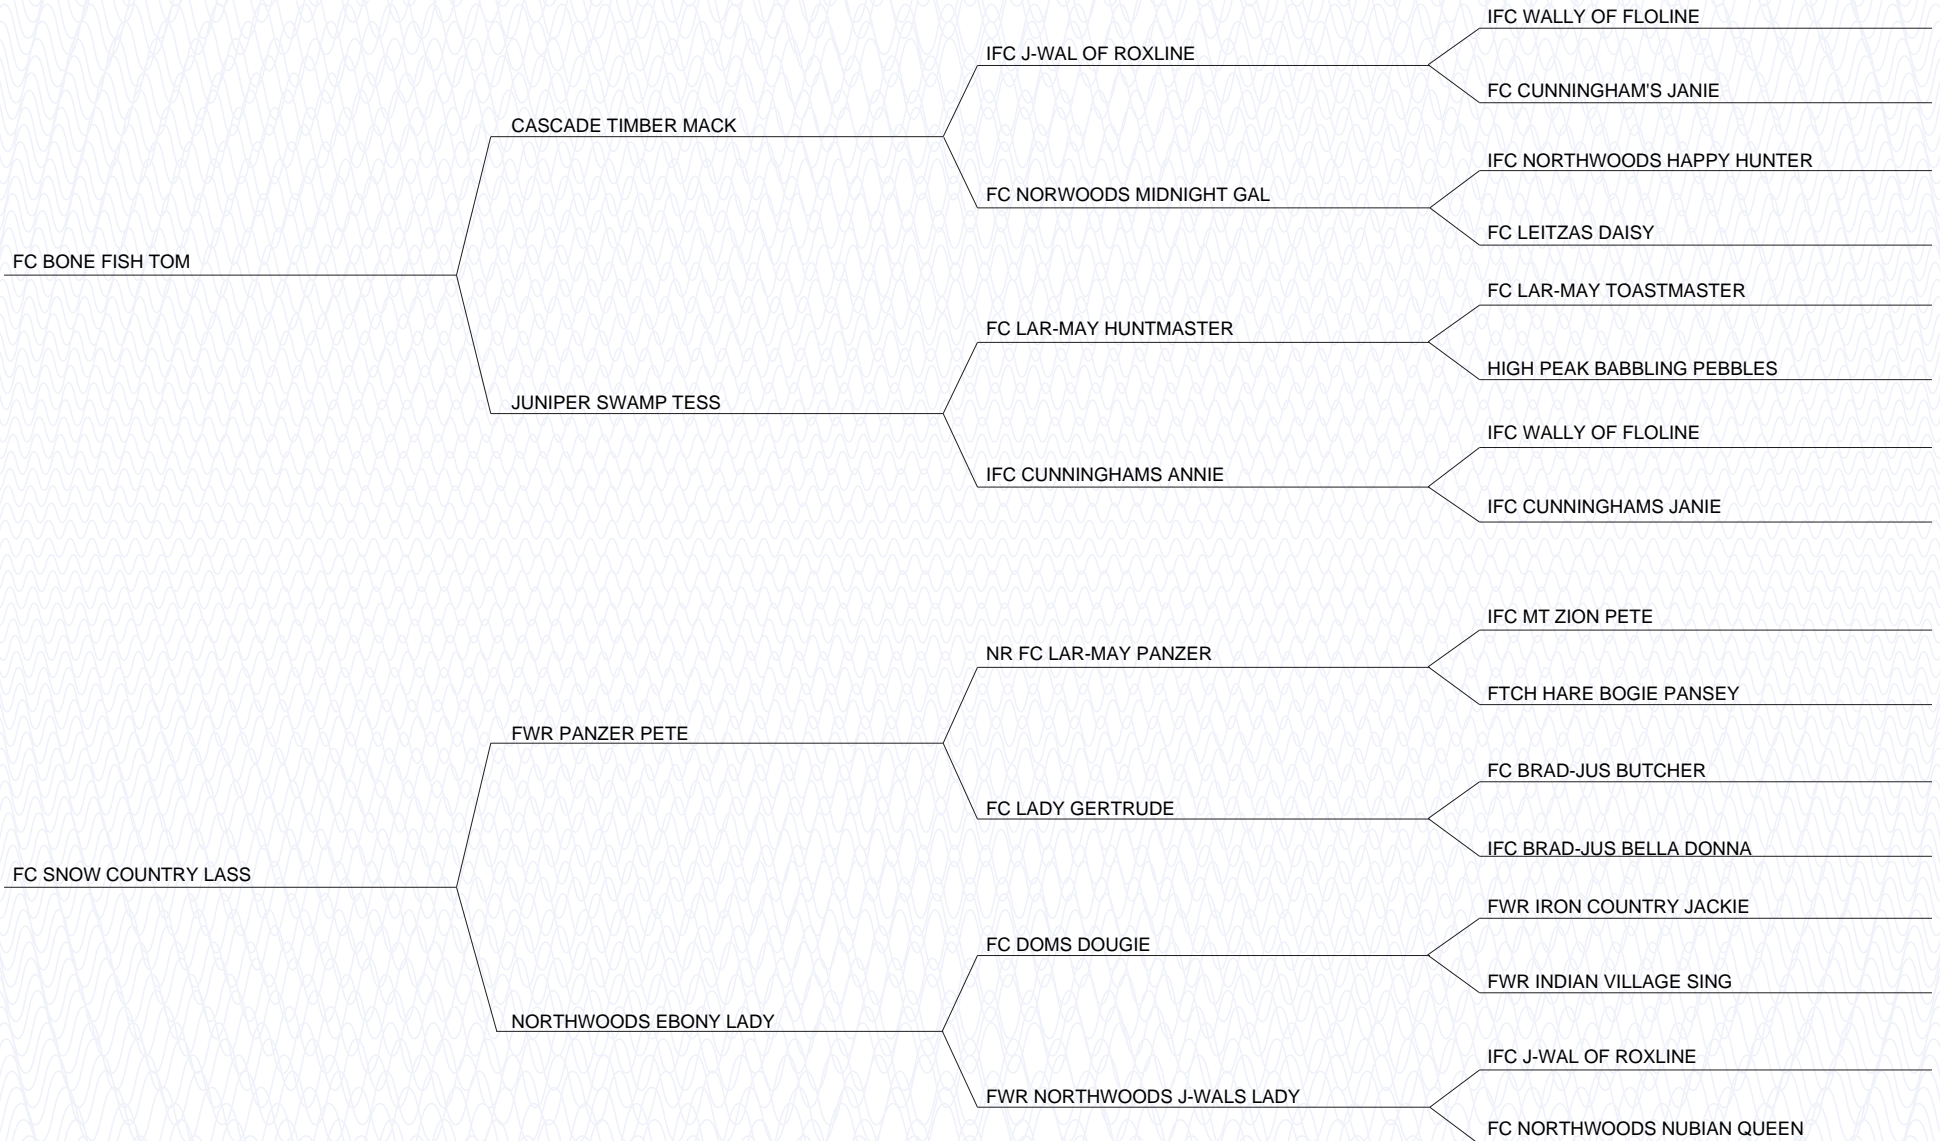 IFC WALLY OF FLOLINE
IFC J-WAL OF ROXLINE
FC CUNNINGHAM'S JANIE
CASCADE TIMBER MACK
IFC NORTHWOODS HAPPY HUNTER
FC NORWOODS MIDNIGHT GAL
FC LEITZAS DAISY
FC BONE FISH TOM
FC LAR-MAY TOASTMASTER
FC LAR-MAY HUNTMASTER
HIGH PEAK BABBLING PEBBLES
JUNIPER SWAMP TESS
IFC WALLY OF FLOLINE
IFC CUNNINGHAMS ANNIE
IFC CUNNINGHAMS JANIE
IFC MT ZION PETE
NR FC LAR-MAY PANZER
FTCH HARE BOGIE PANSEY
FWR PANZER PETE
FC BRAD-JUS BUTCHER
FC LADY GERTRUDE
IFC BRAD-JUS BELLA DONNA
FC SNOW COUNTRY LASS
FWR IRON COUNTRY JACKIE
FC DOMS DOUGIE
FWR INDIAN VILLAGE SING
NORTHWOODS EBONY LADY
IFC J-WAL OF ROXLINE
FWR NORTHWOODS J-WALS LADY
FC NORTHWOODS NUBIAN QUEEN